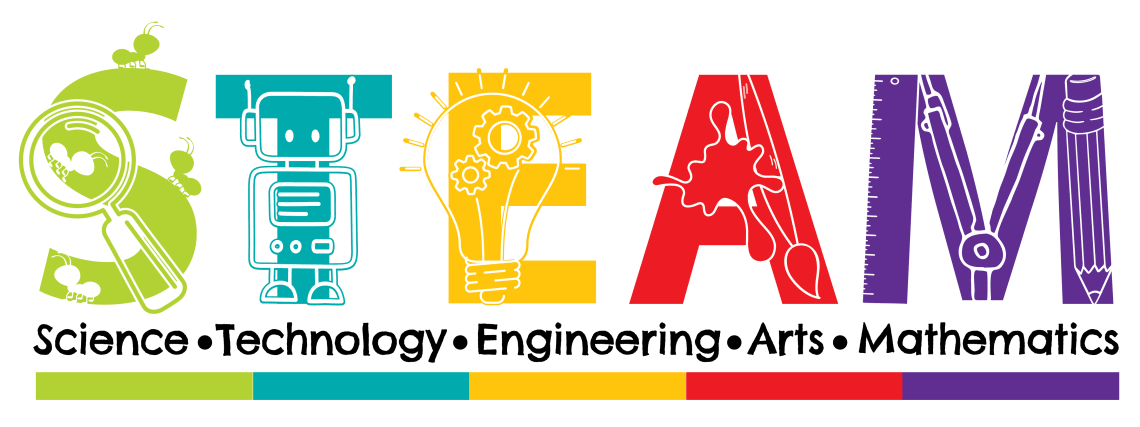 STEAM
Science • Technology • Engineering • Arts • Mathematics